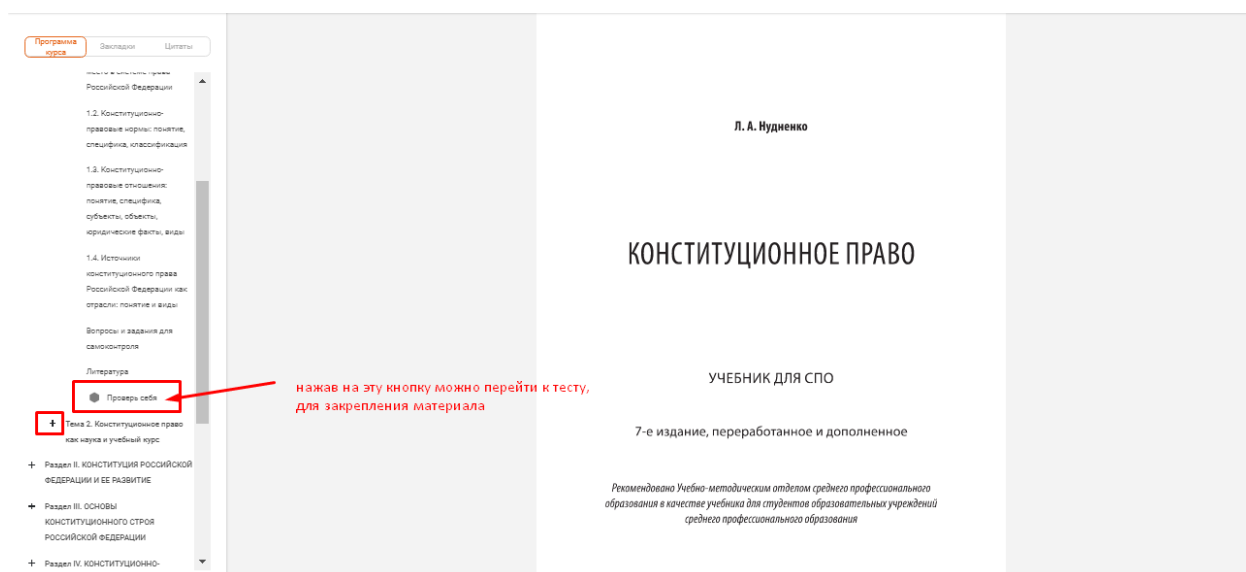 Программа
курса
Закладки
Цитаты
место в системе права
Российской Федерации
1.2. Конституционно-
правовые нормы: понятие,
специфика, классификация
1.3. Конституционно-
правовые отношения:
понятие, специфика,
субъекты, объекты,
юридические факты, виды
1.4. Источники
конституционного права
Российской Федерации как
отрасли: понятие и виды
Вопросы и задания для
самоконтроля
Литература
Проверь себя
+ Тема 2. Конституционное право
как наука и учебный курс
+ Раздел II. КОНСТИТУЦИЯ РОССИЙСКОЙ
ФЕДЕРАЦИИ И ЕЕ РАЗВИТИЕ
+ Раздел III. ОСНОВЫ
КОНСТИТУЦИОННОГО СТРОЯ
РОССИЙСКОЙ ФЕДЕРАЦИИ
+ Раздел IV. КОНСТИТУЦИОННО-
нажав на эту кнопку можно перейти к тесту,
для закрепления материала
Л. А. Нудненко
КОНСТИТУЦИОННОЕ ПРАВО
УЧЕБНИК ДЛЯ СПО
7-е издание, переработанное и дополненное
Рекомендовано Учебно-методическим отделом среднего профессионального
образования в качестве учебника для студентов образовательных учреждений
среднего профессионального образования